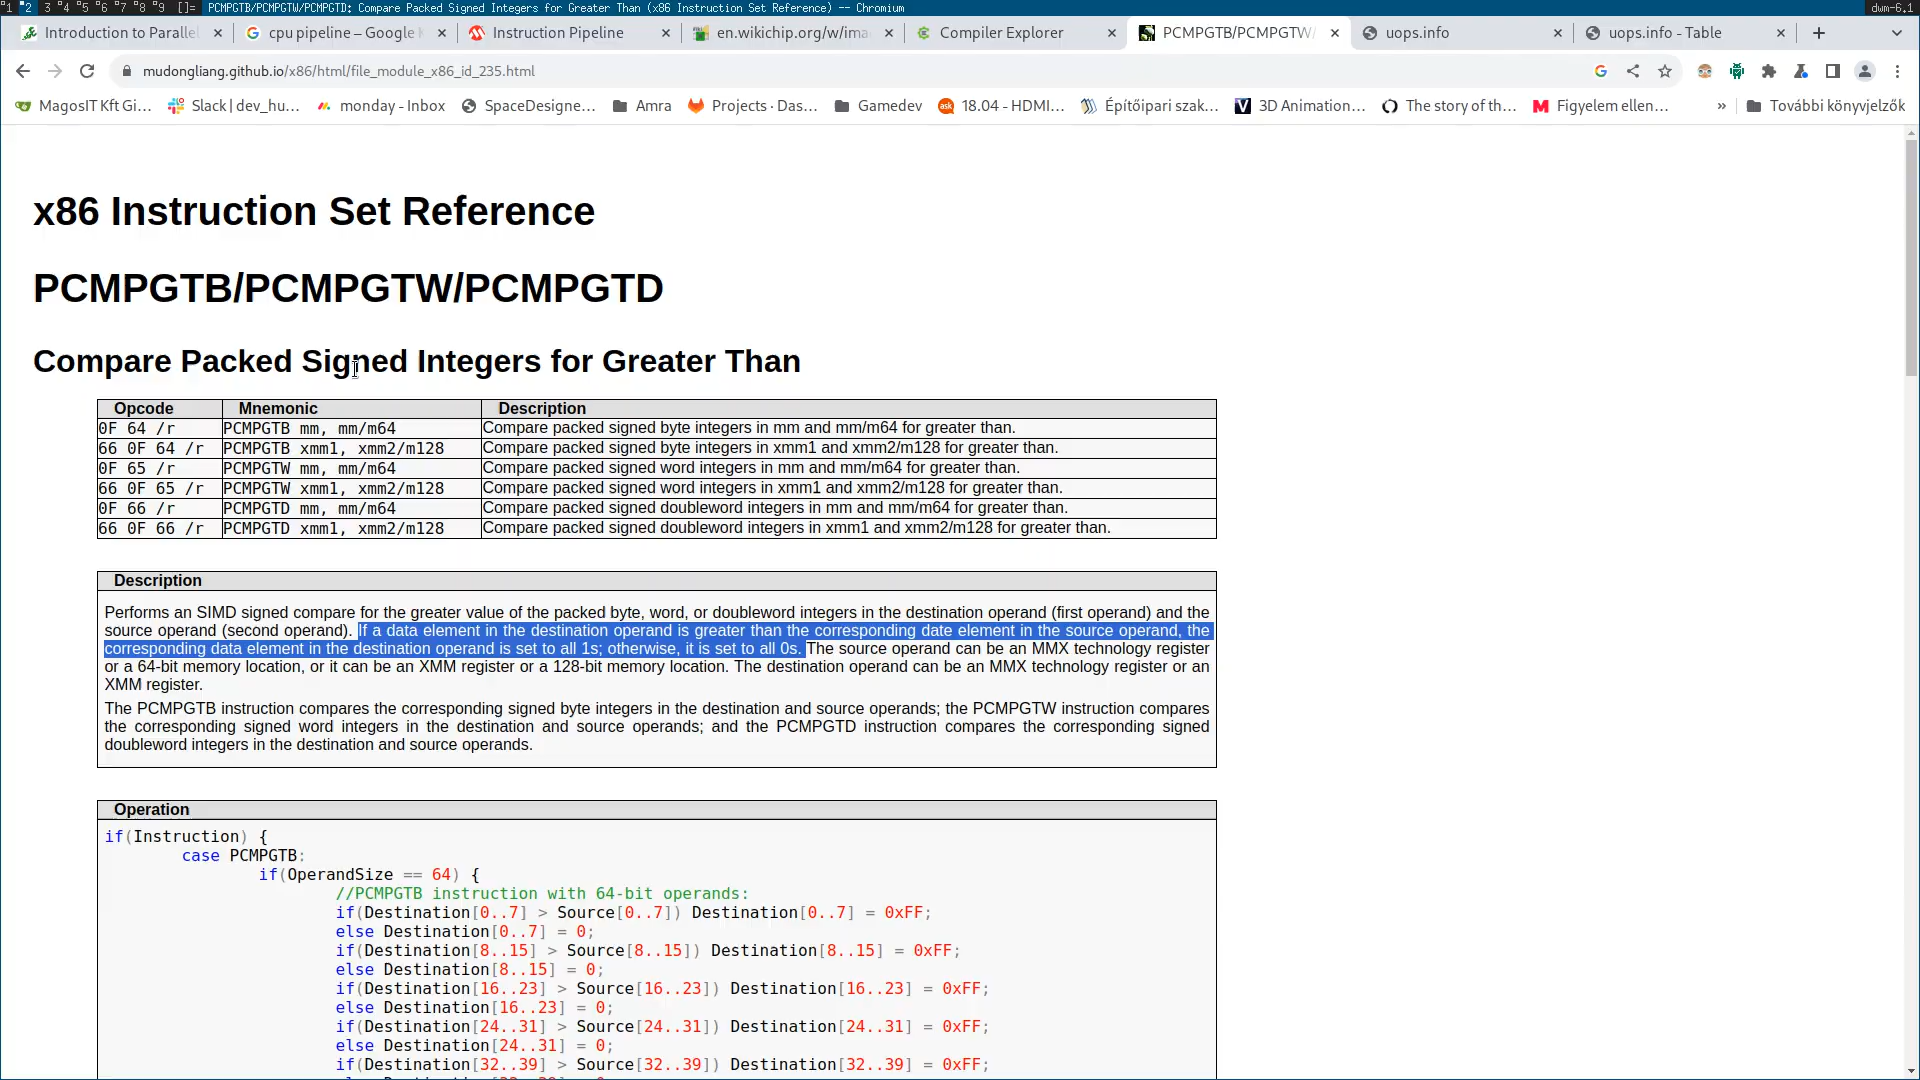 1 2 3 4 5 6 7 8 9 []= PCMPGTB/PCMPGTW/PCMPGTD: Compare Packed Signed Integers for Greater Than (x86 Instruction Set Reference) -- Chromium dwm-6.1
Introduction to Paralle cpu pipeline – Google Instruction Pipeline en.wikichip.org/w/ima Compiler Explorer PCMPGTB/PCMPGTW/ uops.info uops.info - Table
mudongliang.github.io/x86/html/file_module_x86_id_235.html
MagosIT Kft Gi... Slack | dev_hu... monday - Inbox SpaceDesigne... Amra Projects · Das... Gamedev 18.04 - HDMI... Építőipari szak... 3D Animation... The story of th... Figyelem ellen... » További könyvjelzők
x86 Instruction Set Reference
PCMPGTB/PCMPGTW/PCMPGTD
Compare Packed Signed Integers for Greater Than
Opcode Mnemonic Description
0F 64 /r PCMPGTB mm, mm/m64 Compare packed signed byte integers in mm and mm/m64 for greater than.
66 0F 64 /r PCMPGTB xmm1, xmm2/m128 Compare packed signed byte integers in xmm1 and xmm2/m128 for greater than.
0F 65 /r PCMPGTW mm, mm/m64 Compare packed signed word integers in mm and mm/m64 for greater than.
66 0F 65 /r PCMPGTW xmm1, xmm2/m128 Compare packed signed word integers in xmm1 and xmm2/m128 for greater than.
0F 66 /r PCMPGTD mm, mm/m64 Compare packed signed doubleword integers in mm and mm/m64 for greater than.
66 0F 66 /r PCMPGTD xmm1, xmm2/m128 Compare packed signed doubleword integers in xmm1 and xmm2/m128 for greater than.
Description
Performs an SIMD signed compare for the greater value of the packed byte, word, or doubleword integers in the destination operand (first operand) and the
source operand (second operand). If a data element in the destination operand is greater than the corresponding date element in the source operand, the
corresponding data element in the destination operand is set to all 1s; otherwise, it is set to all 0s. The source operand can be an MMX technology register
or a 64-bit memory location, or it can be an XMM register or a 128-bit memory location. The destination operand can be an MMX technology register or an
XMM register.
The PCMPGTB instruction compares the corresponding signed byte integers in the destination and source operands; the PCMPGTW instruction compares
the corresponding signed word integers in the destination and source operands; and the PCMPGTD instruction compares the corresponding signed
doubleword integers in the destination and source operands.
Operation
if(Instruction) {
case PCMPGTB:
if(OperandSize == 64) {
//PCMPGTB instruction with 64-bit operands:
if(Destination[0..7] > Source[0..7]) Destination[0..7] = 0xFF;
else Destination[0..7] = 0;
if(Destination[8..15] > Source[8..15]) Destination[8..15] = 0xFF;
else Destination[8..15] = 0;
if(Destination[16..23] > Source[16..23]) Destination[16..23] = 0xFF;
else Destination[16..23] = 0;
if(Destination[24..31] > Source[24..31]) Destination[24..31] = 0xFF;
else Destination[24..31] = 0;
if(Destination[32..39] > Source[32..39]) Destination[32..39] = 0xFF;